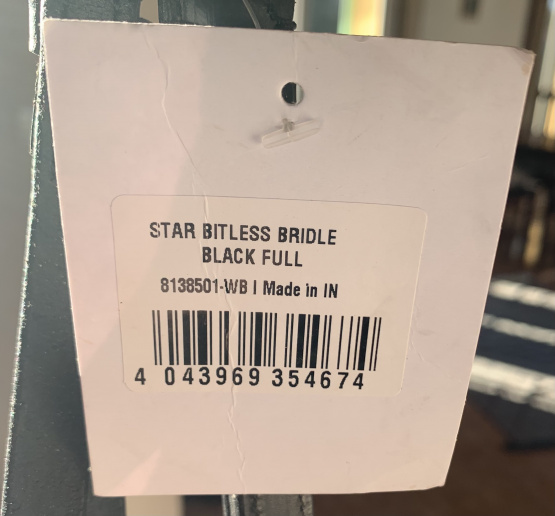 STAR BITLESS BRIDLE
BLACK FULL
8138501-WB | Made in IN
4 043969 354674